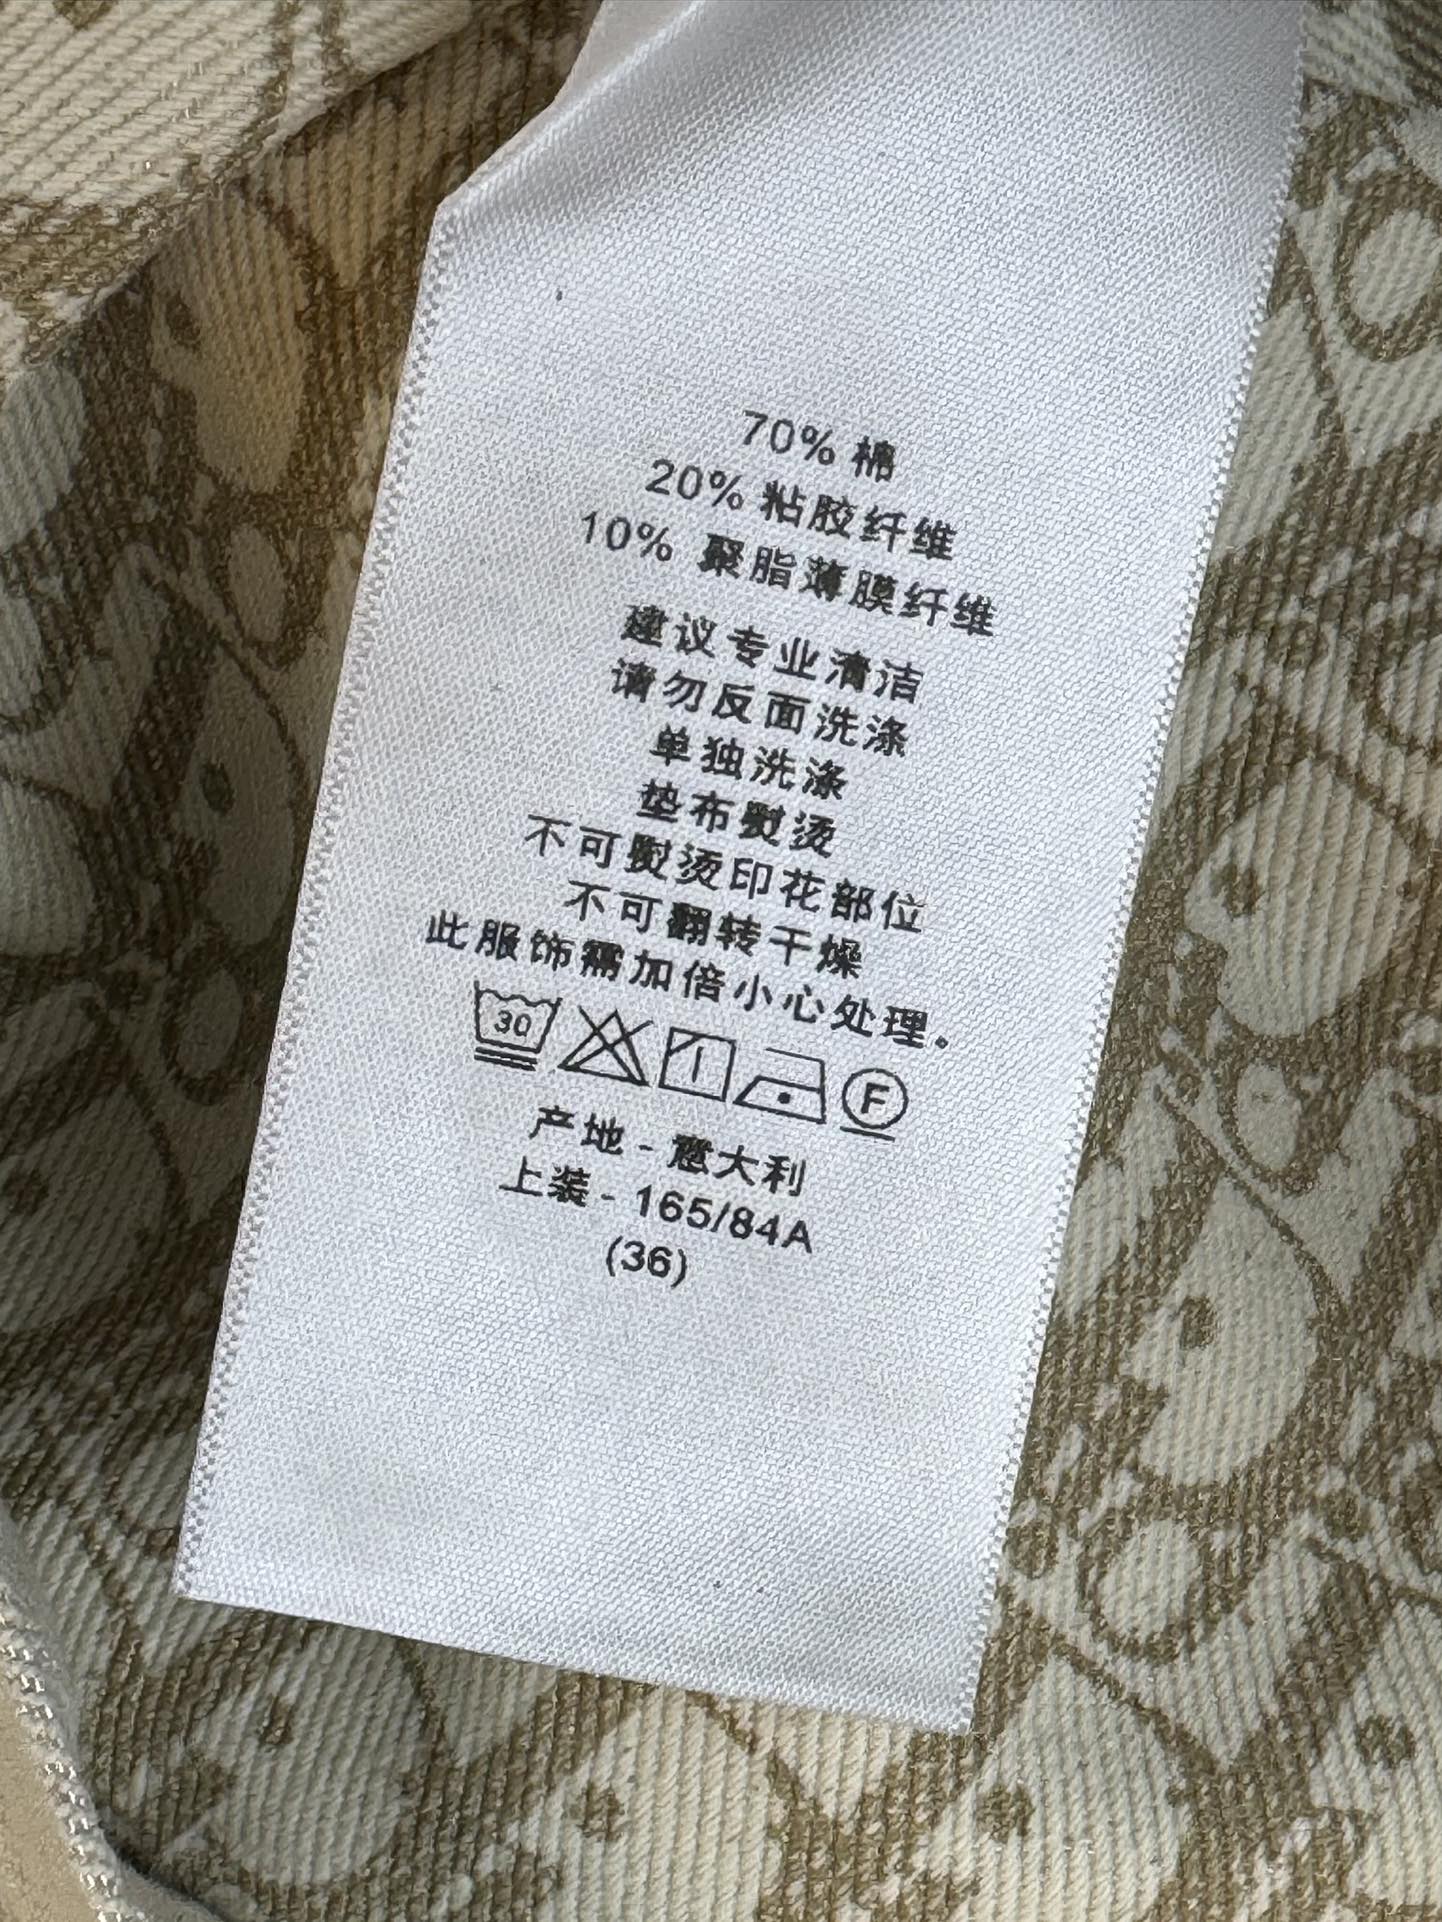 70% 棉
20% 粘胶纤维
10% 聚脂薄膜纤维
建议专业清洁
请勿反面洗涤
单独洗涤
垫布熨烫
不可熨烫印花部位
不可翻转干燥
此服饰需加倍小心处理。
30
F
产地 - 意大利
上装 - 165/84A
(36)